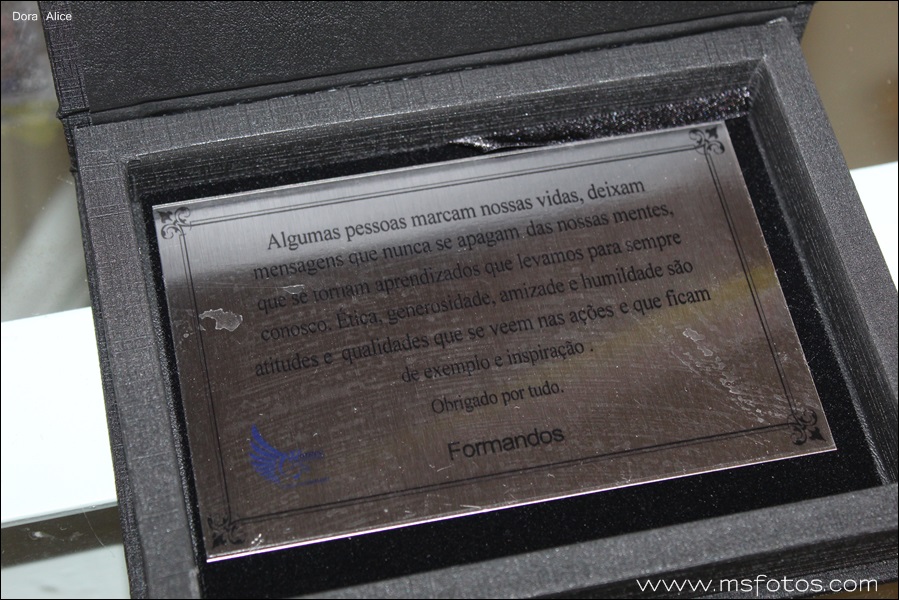 Dora Alice
Algumas pessoas marcam nossas vidas, deixam
mensagens que nunca se apagam das nossas mentes,
que se tornam aprendizados que levamos para sempre
conosco. Ética, generosidade, amizade e humildade são
atitudes e qualidades que se veem nas ações e que ficam
de exemplo e inspiração .
Obrigado por tudo.
Formandos
www.msfotos.com